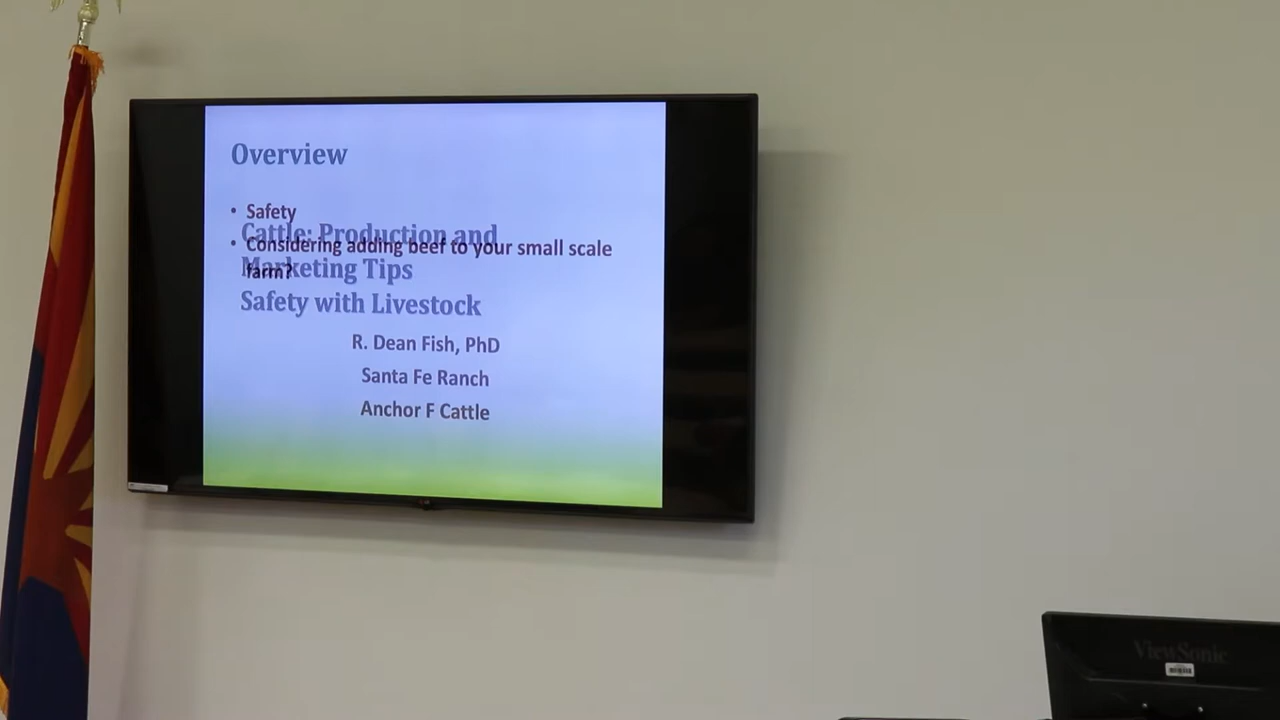 Overview
• Safety
Cattle: Production and
• Considering adding beef to your small scale
farm?
Marketing Tips
Safety with Livestock
R. Dean Fish, PhD
Santa Fe Ranch
Anchor F Cattle
ViewSonic